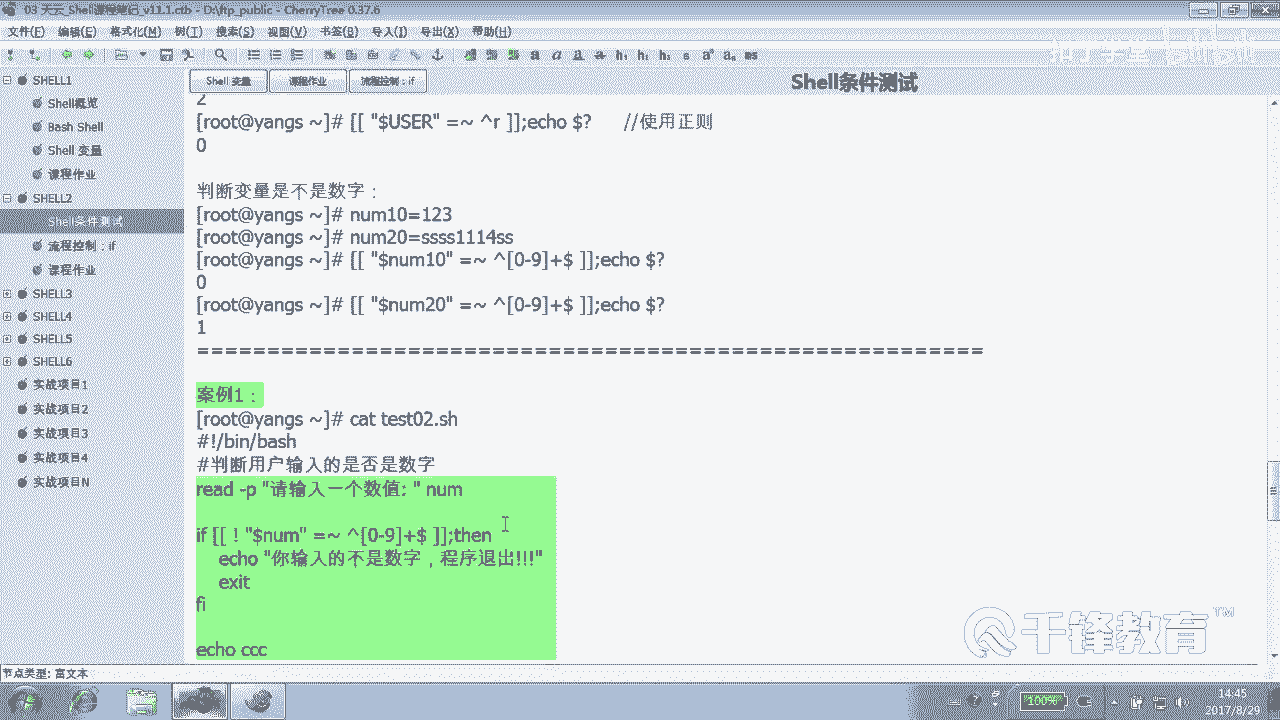 03 天云_Shell课程笔记_v11.1.ctb - D:\ftp_public - CherryTree 0.37.6
文件(F) 编辑(E) 格式化(M) 树(T) 搜索(S) 视图(V) 书签(B) 导入(I) 导出(X) 帮助(H)
Shell 变量 课程作业 流程控制：if
Shell条件测试
SHELL1
Shell概览
Bash Shell
Shell 变量
课程作业
SHELL2
Shell条件测试
流程控制：if
课程作业
SHELL3
SHELL4
SHELL5
SHELL6
实战项目1
实战项目2
实战项目3
实战项目4
实战项目N
2
[root@yangs ~]# [[ "$USER" =~ ^r ]];echo $? //使用正则
0
判断变量是不是数字：
[root@yangs ~]# num10=123
[root@yangs ~]# num20=ssss1114ss
[root@yangs ~]# [[ "$num10" =~ ^[0-9]+$ ]];echo $?
0
[root@yangs ~]# [[ "$num20" =~ ^[0-9]+$ ]];echo $?
1
========================================================
案例1：
[root@yangs ~]# cat test02.sh
#!/bin/bash
#判断用户输入的是否是数字
read -p "请输入一个数值: " num
if [[ ! "$num" =~ ^[0-9]+$ ]];then
echo "你输入的不是数字，程序退出!!!"
exit
fi
echo ccc
千锋教育™
节点类型: 富文本
100%
14:45
2017/8/29